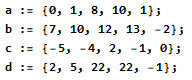 a := {0, 1, 8, 10, 1};
b := {7, 10, 12, 13, -2};
c := {-5, -4, 2, -1, 0};
d := {2, 5, 22, 22, -1};